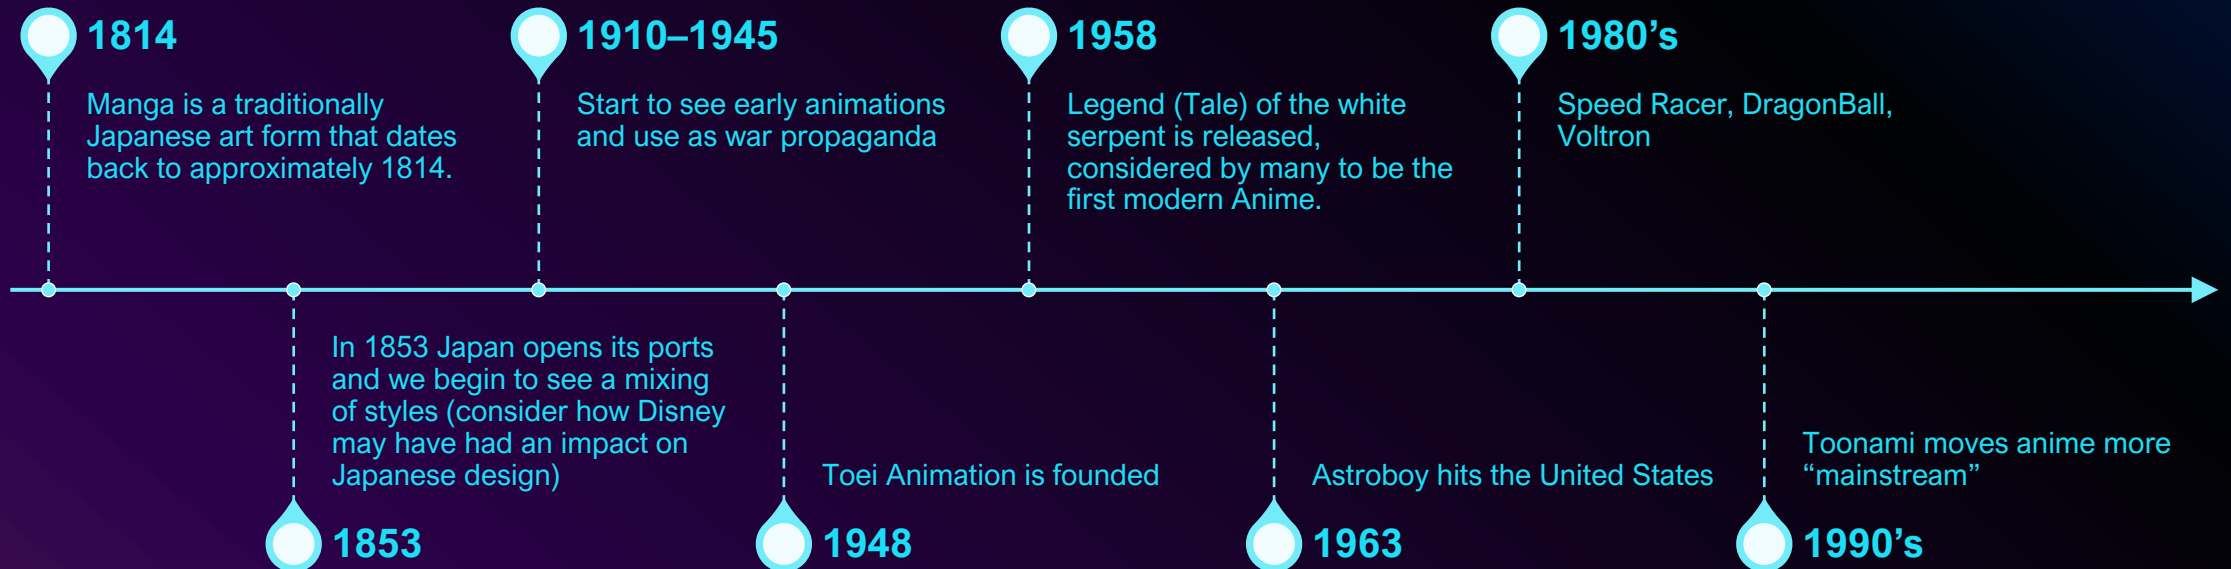 1814
Manga is a traditionally
Japanese art form that dates
back to approximately 1814.
In 1853 Japan opens its ports
and we begin to see a mixing
of styles (consider how Disney
may have had an impact on
Japanese design)
1853
1910–1945
Start to see early animations
and use as war propaganda
Toei Animation is founded
1948
1958
Legend (Tale) of the white
serpent is released,
considered by many to be the
first modern Anime.
Astroboy hits the United States
1963
1980’s
Speed Racer, DragonBall,
Voltron
Toonami moves anime more
“mainstream”
1990’s